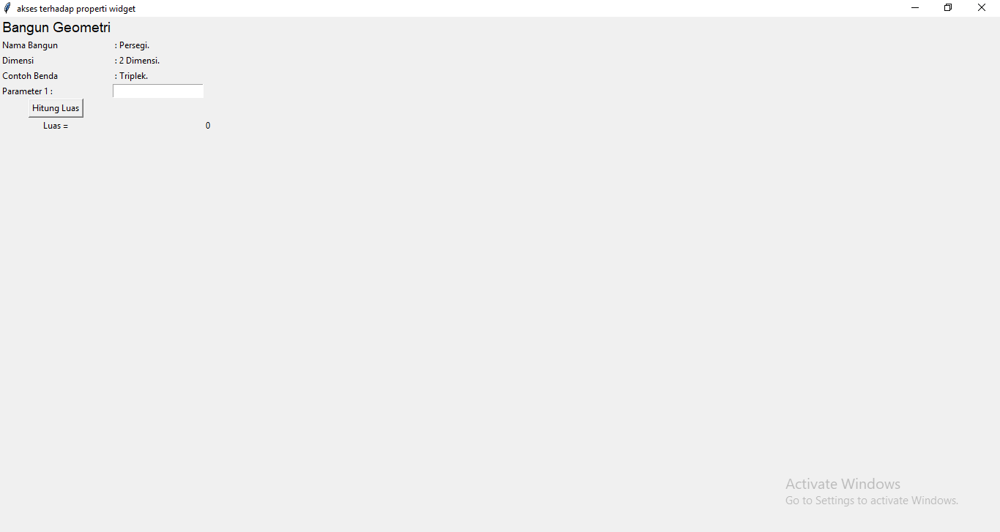 akses terhadap properti widget
Bangun Geometri
Nama Bangun : Persegi.
Dimensi : 2 Dimensi.
Contoh Benda : Triplek.
Parameter 1 :
Hitung Luas
Luas = 0
Activate Windows
Go to Settings to activate Windows.